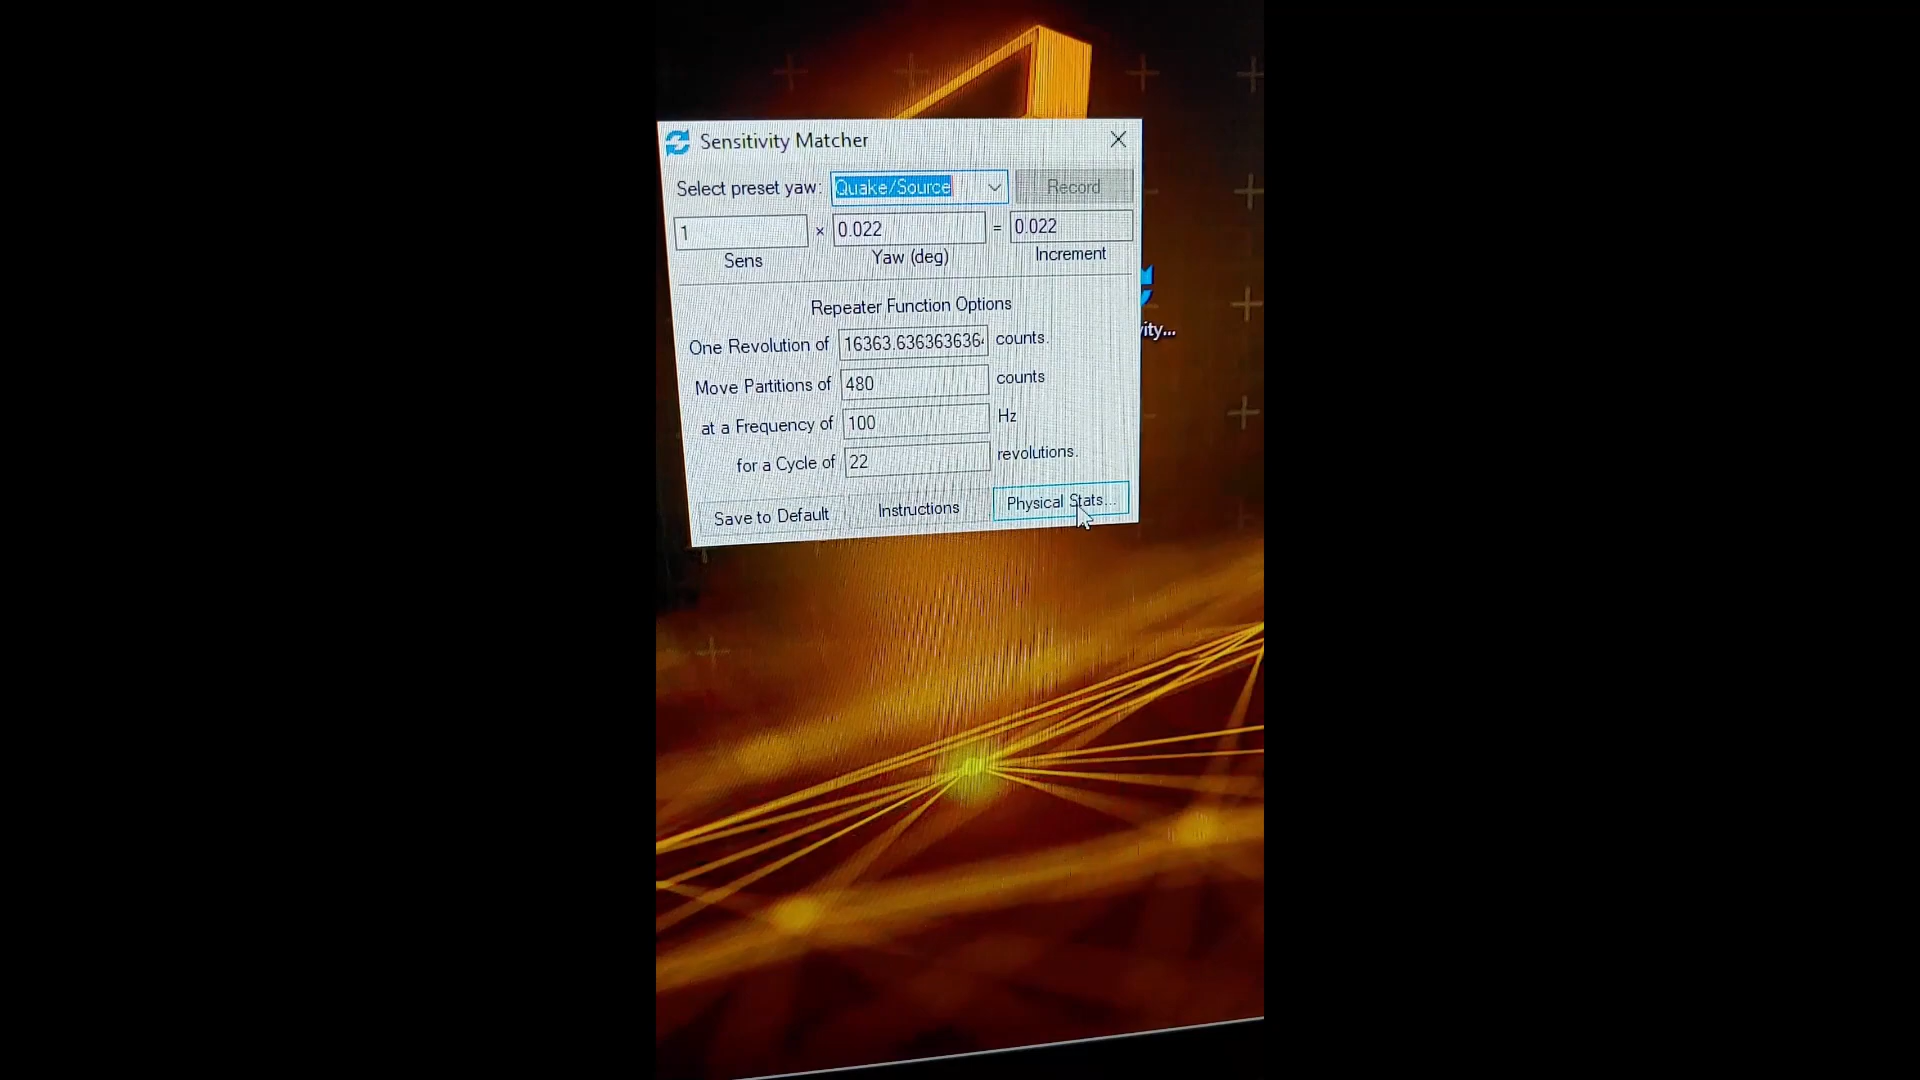 Sensitivity Matcher
Select preset yaw: Quake/Source Record
1 × 0.022 = 0.022
Sens Yaw (deg) Increment
Repeater Function Options
One Revolution of 16363.636363636 counts.
Move Partitions of 480 counts
at a Frequency of 100 Hz
for a Cycle of 22 revolutions.
Save to Default Instructions Physical Stats...
ity...